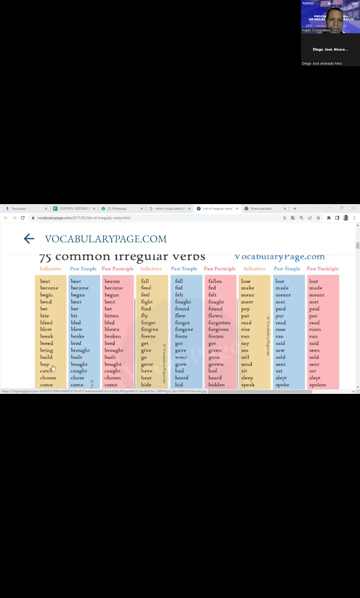 Diego José Alvara...
Diego José Alvarado Mez
VOCABULARYPAGE.COM
75 common irregular verbs VocabularyPage.com
Infinitive Past Simple Past Participle Infinitive Past Simple Past Participle Infinitive Past Simple Past Participle
beat beat beaten fall fell fallen lose lost lost
become became become feed fed fed make made made
begin began begun feel felt felt mean meant meant
bend bent bent fight fought fought meet met met
bet bet bet find found found pay paid paid
bite bit bitten fly flew flown put put put
bleed bled bled forget forgot forgotten read read read
blow blew blown forgive forgave forgiven rise rose risen
break broke broken freeze froze frozen run ran run
breed bred bred get got got say said said
bring brought brought give gave given see saw seen
build built built go went gone sell sold sold
buy bought bought grow grew grown send sent sent
catch caught caught have had had set set set
choose chose chosen hear heard heard sleep slept slept
come came come hide hid hidden speak spoke spoken